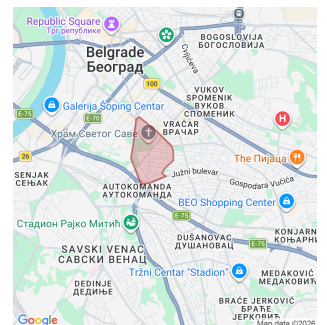 Republic Square
Трг републике
БОГОСЛОВИЈА
БОГОСЛОВИЈА
Belgrade
Београд
Cvijićeva
100
VUKOV
SPOMENIK
ВУКОВ
СПОМЕНИК
E-75
Galerija Šoping Centar
E-70
VRAČAR
ВРАЧАР
Храм Светог Саве
The Пијаца
26
Južni bulevar
SENJAK
СЕЊАК
Gospodara Vučića
AUTOKOMANDA
АУТОКОМАНДА
BEO Shopping Center
E-75
Стадион Рајко Митић
KONJARN
КОЊАРНИ
DUŠANOVAC
ДУШАНОВАЦ
E-75
SAVSKI VENAC
САВСКИ ВЕНАЦ
Tržni Centar "Stadion"
MEDAKOVIĆ
МЕДАКОВИЋ
DEDINJE
ДЕДИЊЕ
BRAĆE JERKOVIĆ
БРАЋЕ
ЈЕРКОВИЋ
Google
Map data ©2026